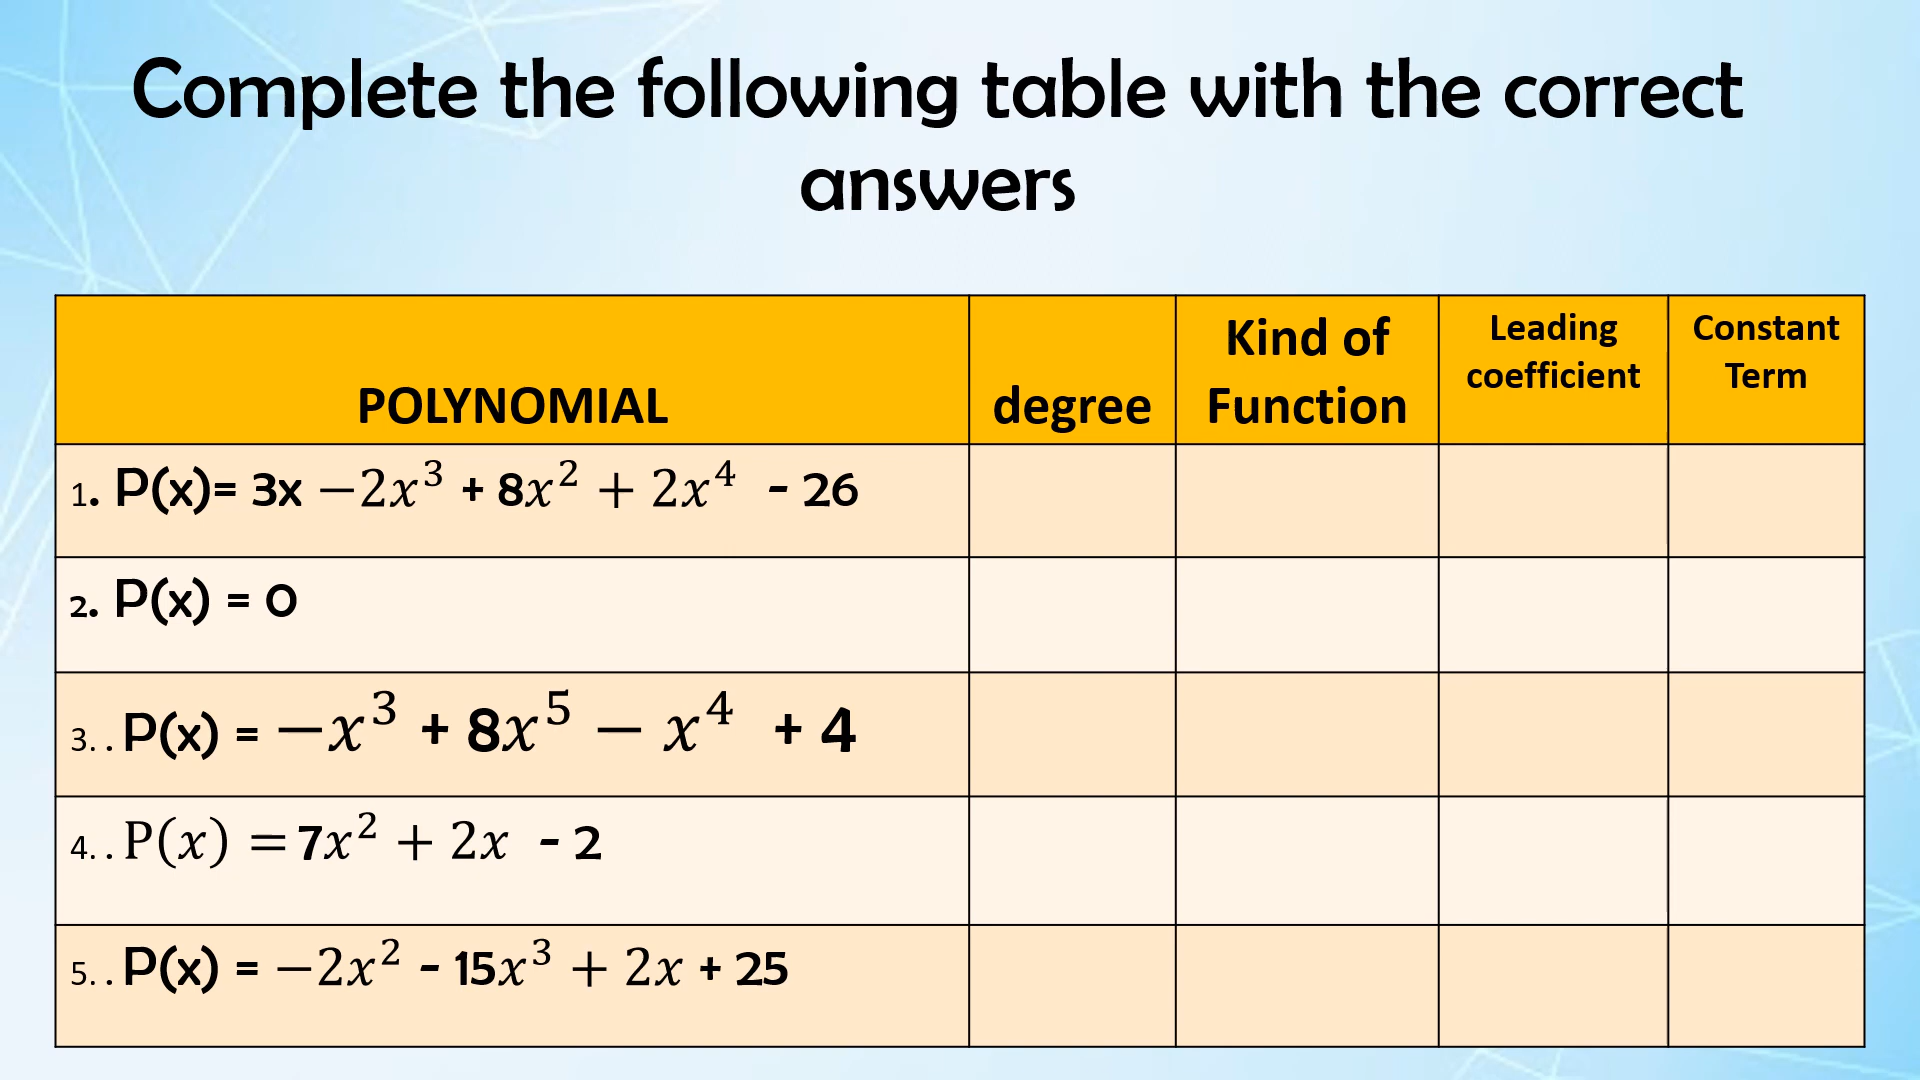 Complete the following table with the correct
answers
POLYNOMIAL
degree
Kind of
Function
Leading
coefficient
Constant
Term
1. P(x)= 3x −2𝑥³ + 8𝑥² + 2𝑥⁴ - 26
2. P(x) = 0
3. . P(x) = −𝑥³ + 8𝑥⁵ − 𝑥⁴ + 4
4. . P(𝑥) = 7𝑥² + 2𝑥 - 2
5. . P(x) = −2𝑥² - 15𝑥³ + 2𝑥 + 25